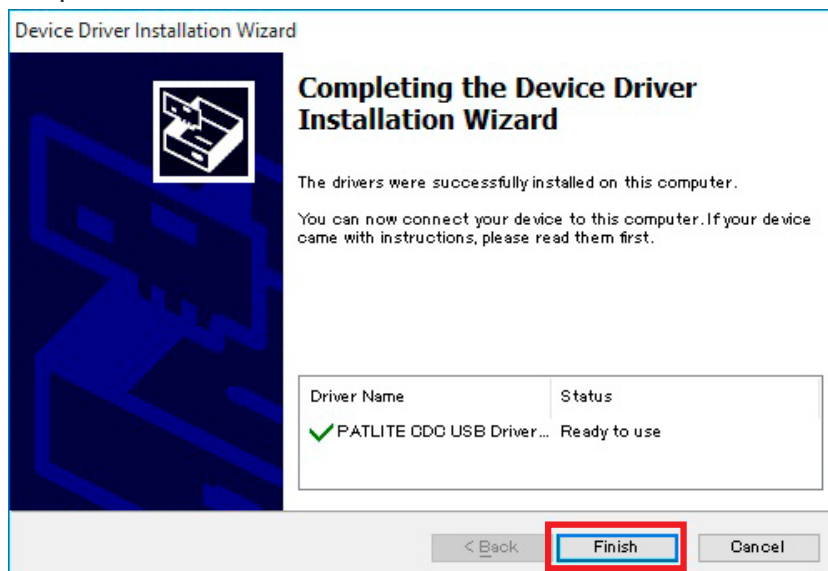 Device Driver Installation Wizard
Completing the Device Driver
Installation Wizard
The drivers were successfully installed on this computer.
You can now connect your device to this computer. If your device
came with instructions, please read them first.
Driver Name Status
PATLITE CDC USB Driver... Ready to use
< Back Finish Cancel